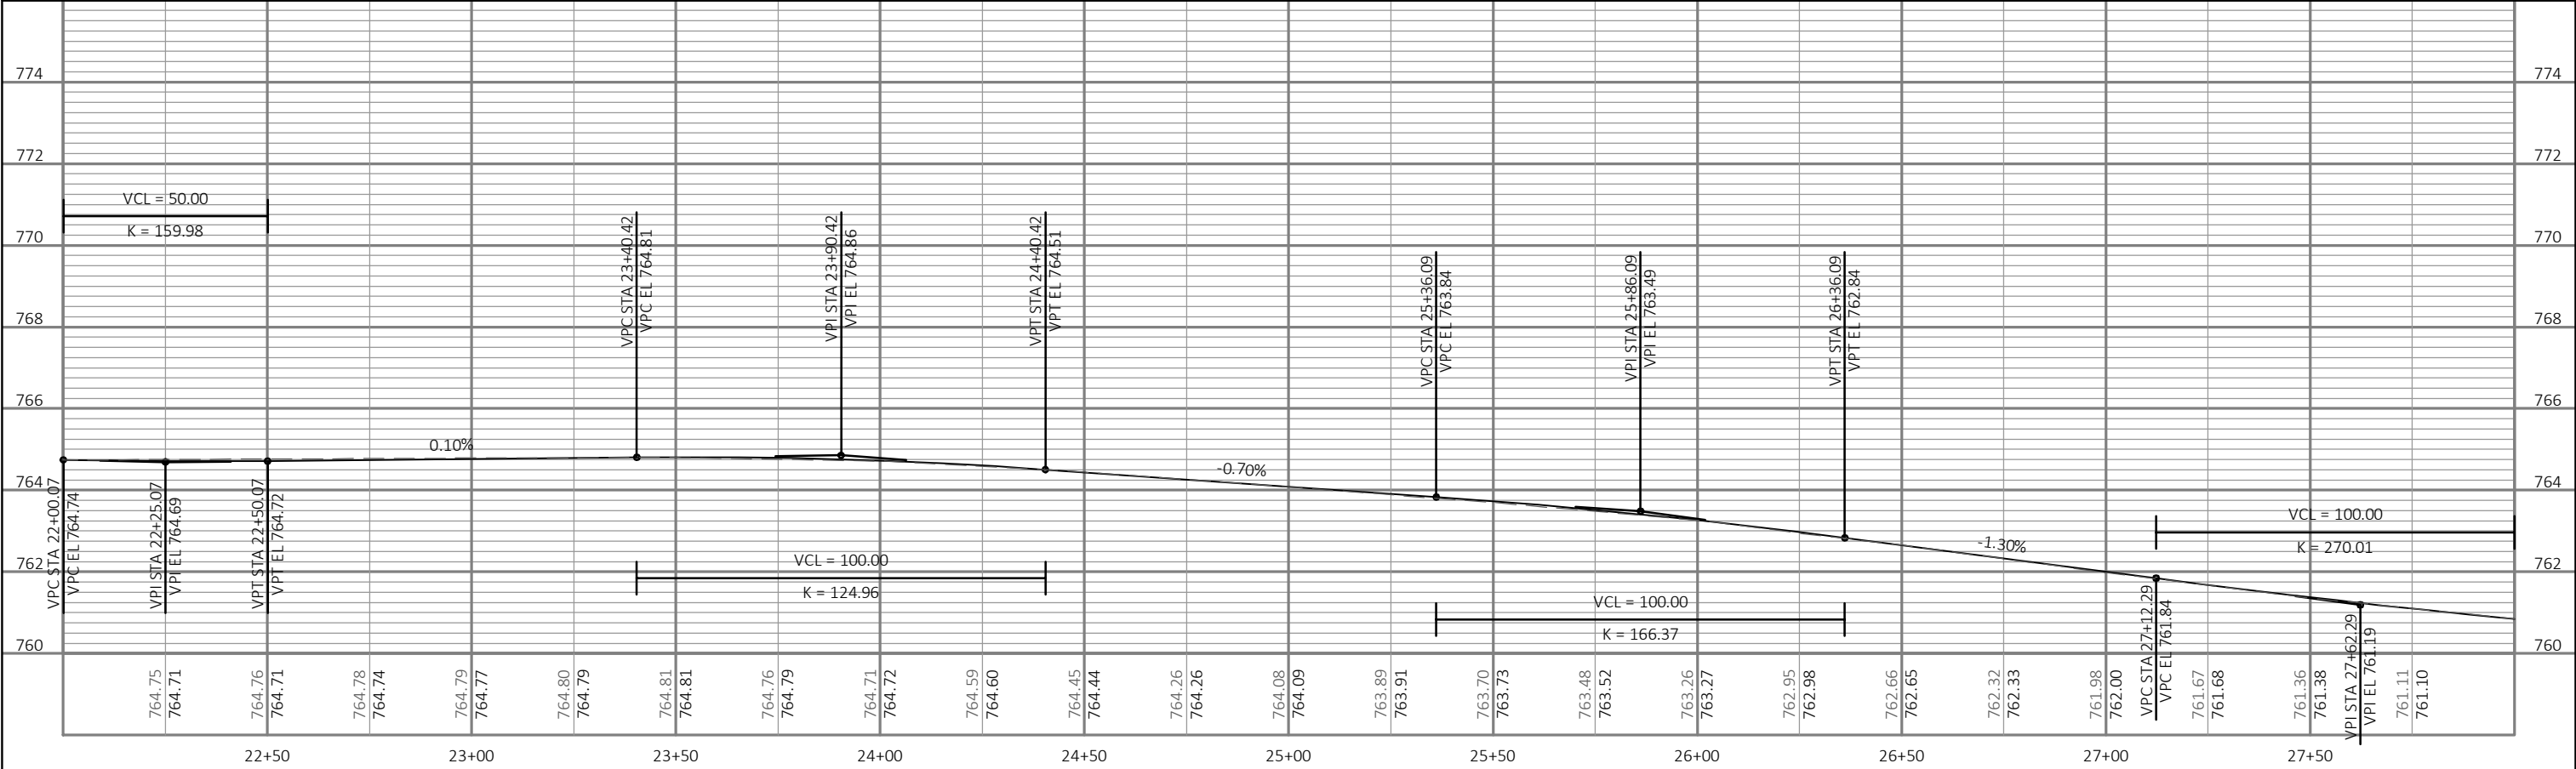 774
774
772
772
VCL = 50.00
K = 159.98
770
770
VPC STA 23+40.42
VPC EL 764.81
VPI STA 23+90.42
VPI EL 764.86
VPT STA 24+40.42
VPT EL 764.51
VPC STA 25+36.09
VPC EL 763.84
VPI STA 25+86.09
VPI EL 763.49
VPT STA 26+36.09
VPT EL 762.84
768
768
766
766
0.10%
-0.70%
764
764
VPC STA 22+00.07
VPC EL 764.74
VPI STA 22+25.07
VPI EL 764.69
VPT STA 22+50.07
VPT EL 764.72
VCL = 100.00
K = 270.01
-1.30%
762
762
VCL = 100.00
K = 124.96
VCL = 100.00
K = 166.37
VPC STA 27+12.29
VPC EL 761.84
VPI STA 27+62.29
VPI EL 761.19
760
760
764.75
764.71
764.76
764.71
764.78
764.74
764.79
764.77
764.80
764.79
764.81
764.81
764.76
764.79
764.71
764.72
764.59
764.60
764.45
764.44
764.26
764.26
764.08
764.09
763.89
763.91
763.70
763.73
763.48
763.52
763.26
763.27
762.95
762.98
762.66
762.65
762.32
762.33
761.98
762.00
761.67
761.68
761.36
761.38
761.11
761.10
22+50
23+00
23+50
24+00
24+50
25+00
25+50
26+00
26+50
27+00
27+50